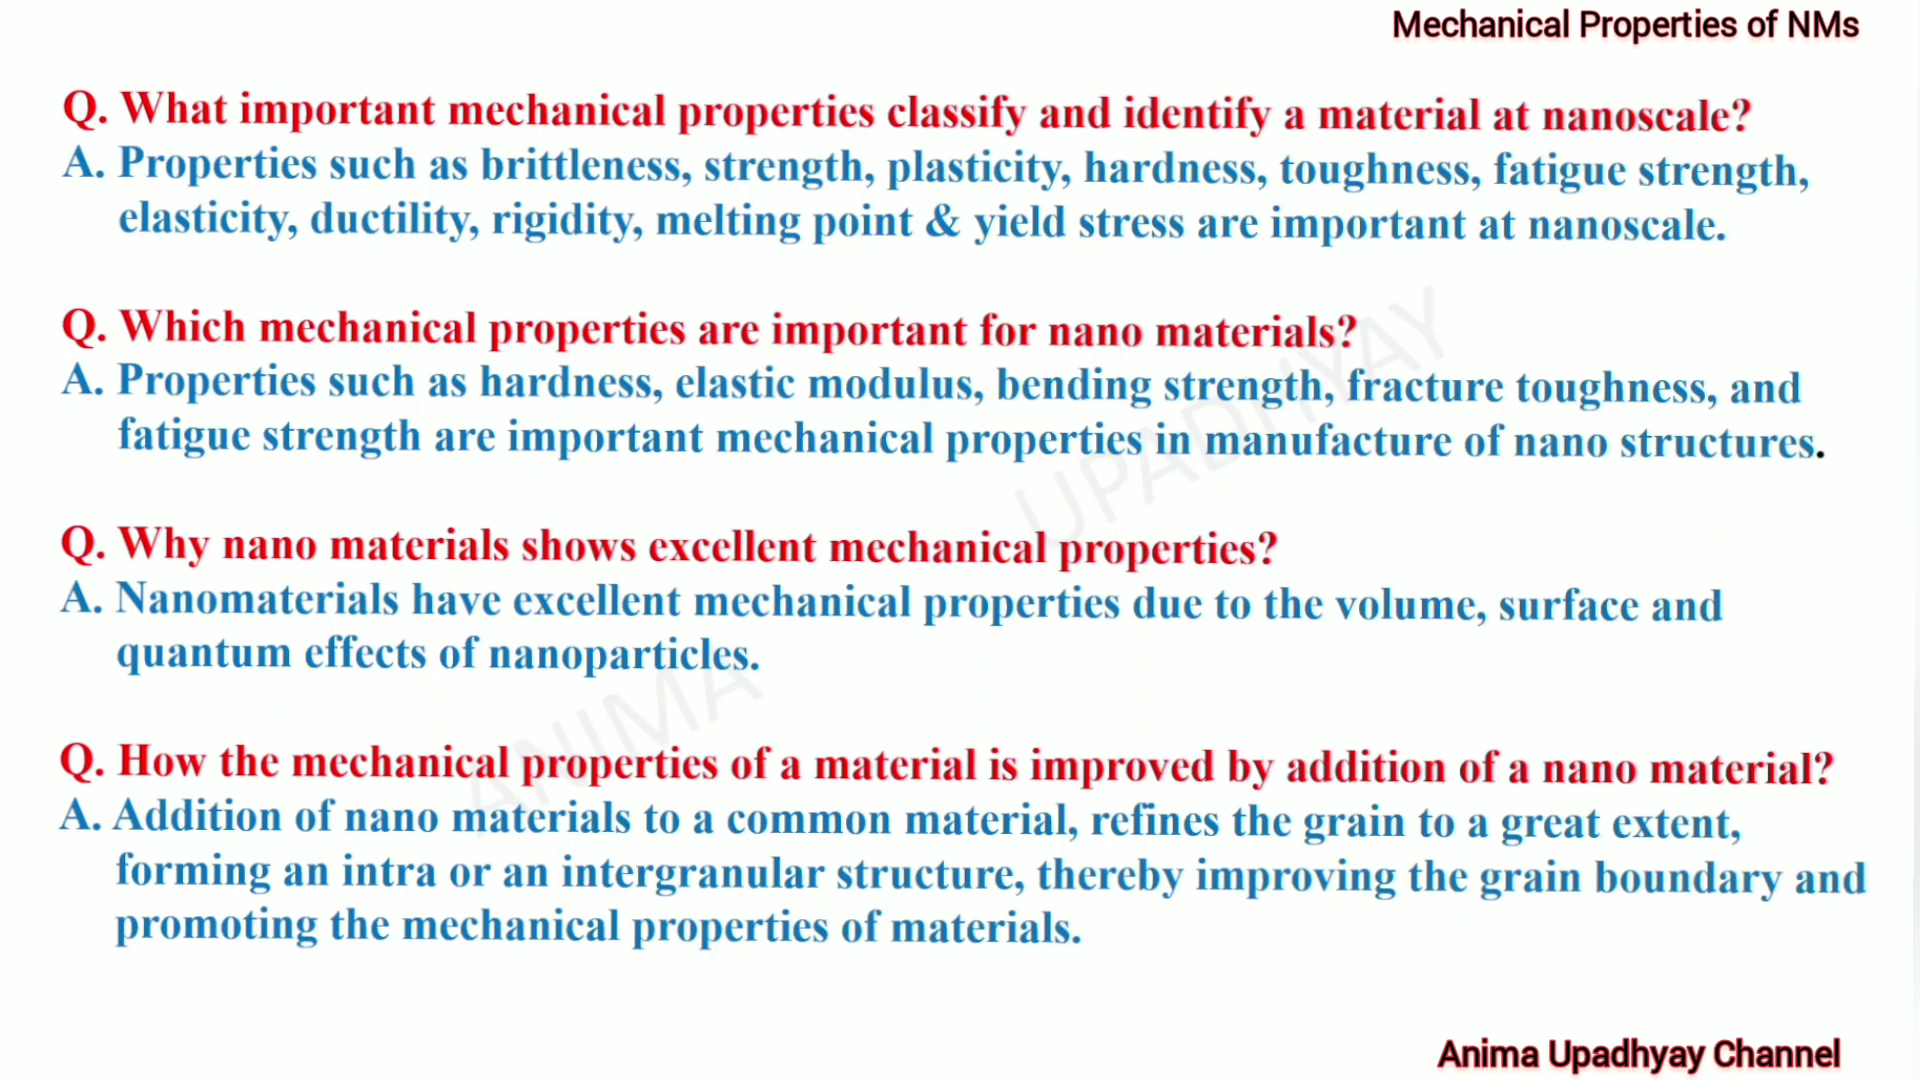 Mechanical Properties of NMs
Q. What important mechanical properties classify and identify a material at nanoscale?
A. Properties such as brittleness, strength, plasticity, hardness, toughness, fatigue strength,
elasticity, ductility, rigidity, melting point & yield stress are important at nanoscale.
Q. Which mechanical properties are important for nano materials?
A. Properties such as hardness, elastic modulus, bending strength, fracture toughness, and
fatigue strength are important mechanical properties in manufacture of nano structures.
Q. Why nano materials shows excellent mechanical properties?
A. Nanomaterials have excellent mechanical properties due to the volume, surface and
quantum effects of nanoparticles.
Q. How the mechanical properties of a material is improved by addition of a nano material?
A. Addition of nano materials to a common material, refines the grain to a great extent,
forming an intra or an intergranular structure, thereby improving the grain boundary and
promoting the mechanical properties of materials.
ANIMA UPADHYAY
Anima Upadhyay Channel